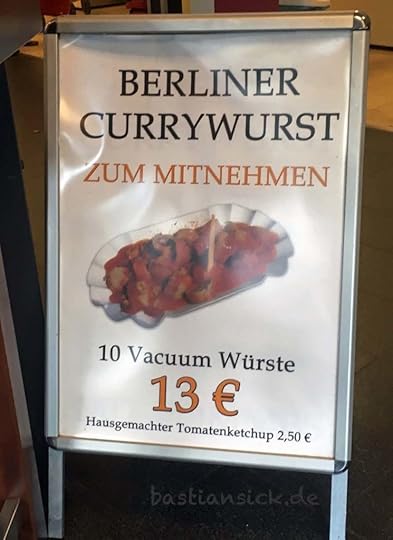 BERLINER
CURRYWURST
ZUM MITNEHMEN
10 Vacuum Würste
13 €
Hausgemachter Tomatenketchup 2,50 €
bastiansick.de